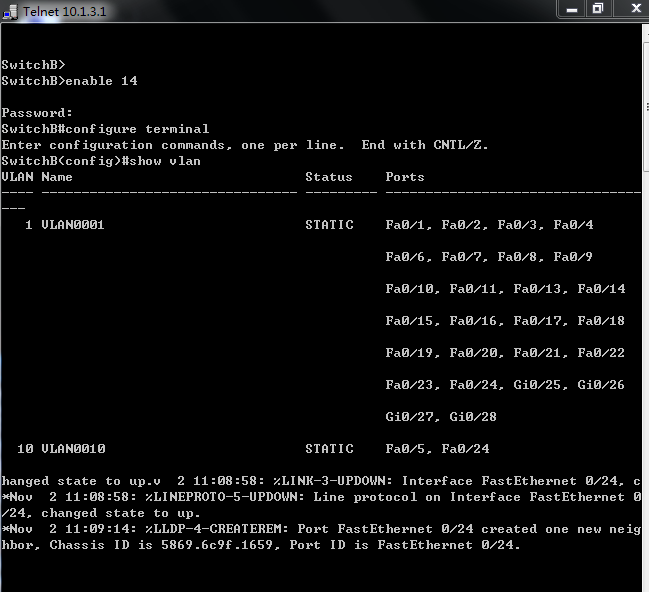 Telnet 10.1.3.1
SwitchB>
SwitchB>enable 14
Password:
SwitchB#configure terminal
Enter configuration commands, one per line.  End with CNTL/Z.
SwitchB(config)#show vlan
VLAN Name                             Status    Ports
---- -------------------------------- --------- --------------------------------
---
   1 VLAN0001                         STATIC    Fa0/1, Fa0/2, Fa0/3, Fa0/4
                                                Fa0/6, Fa0/7, Fa0/8, Fa0/9
                                                Fa0/10, Fa0/11, Fa0/13, Fa0/14
                                                Fa0/15, Fa0/16, Fa0/17, Fa0/18
                                                Fa0/19, Fa0/20, Fa0/21, Fa0/22
                                                Fa0/23, Fa0/24, Gi0/25, Gi0/26
                                                Gi0/27, Gi0/28
  10 VLAN0010                         STATIC    Fa0/5, Fa0/24
hanged state to up.v  2 11:08:58: %LINK-3-UPDOWN: Interface FastEthernet 0/24, c
*Nov  2 11:08:58: %LINEPROTO-5-UPDOWN: Line protocol on Interface FastEthernet 0
/24, changed state to up.
*Nov  2 11:09:14: %LLDP-4-CREATEREM: Port FastEthernet 0/24 created one new neig
hbor, Chassis ID is 5869.6c9f.1659, Port ID is FastEthernet 0/24.